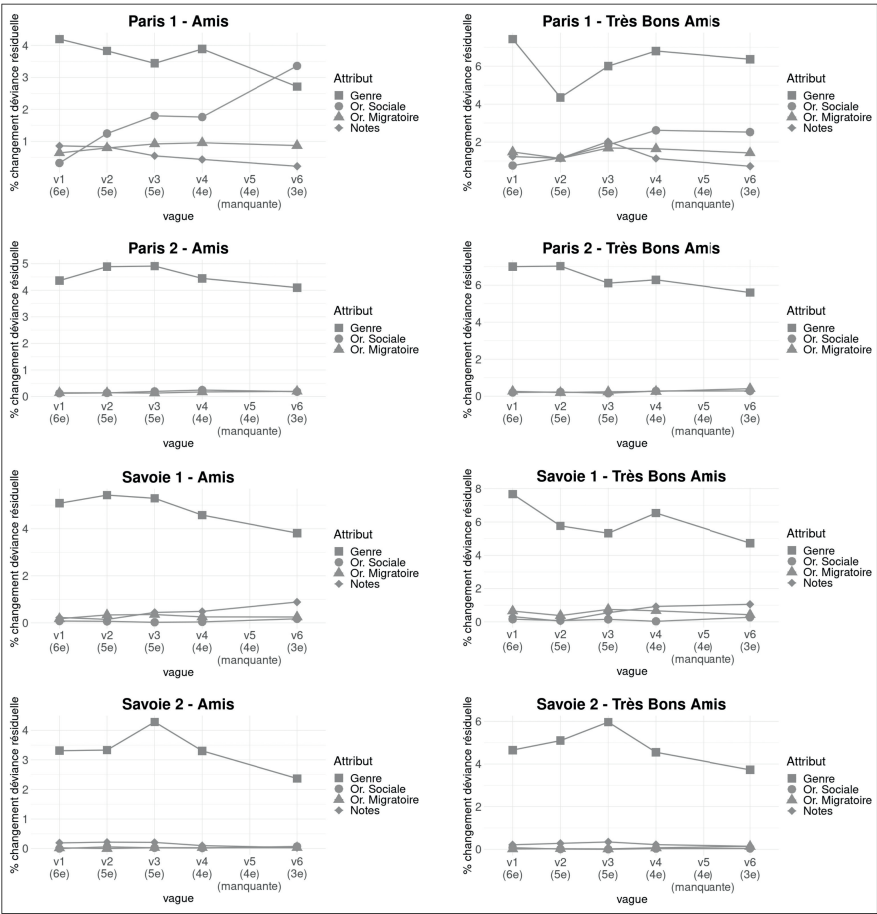 Paris 1 - Amis
% changement déviance résiduelle
4
3
2
1
v1 v2 v3 v4 v5 v6
(6e) (5e) (5e) (4e) (4e) (3e)
(manquante)
vague
Attribut
Genre
Or. Sociale
Or. Migratoire
Notes
Paris 1 - Très Bons Amis
% changement déviance résiduelle
6
4
2
v1 v2 v3 v4 v5 v6
(6e) (5e) (5e) (4e) (4e) (3e)
(manquante)
vague
Attribut
Genre
Or. Sociale
Or. Migratoire
Notes
Paris 2 - Amis
% changement déviance résiduelle
5
4
3
2
1
0
v1 v2 v3 v4 v5 v6
(6e) (5e) (5e) (4e) (4e) (3e)
(manquante)
vague
Attribut
Genre
Or. Sociale
Or. Migratoire
Paris 2 - Très Bons Amis
% changement déviance résiduelle
6
4
2
0
v1 v2 v3 v4 v5 v6
(6e) (5e) (5e) (4e) (4e) (3e)
(manquante)
vague
Attribut
Genre
Or. Sociale
Or. Migratoire
Savoie 1 - Amis
% changement déviance résiduelle
4
2
0
v1 v2 v3 v4 v5 v6
(6e) (5e) (5e) (4e) (4e) (3e)
(manquante)
vague
Attribut
Genre
Or. Sociale
Or. Migratoire
Notes
Savoie 1 - Très Bons Amis
% changement déviance résiduelle
8
6
4
2
0
v1 v2 v3 v4 v5 v6
(6e) (5e) (5e) (4e) (4e) (3e)
(manquante)
vague
Attribut
Genre
Or. Sociale
Or. Migratoire
Notes
Savoie 2 - Amis
% changement déviance résiduelle
4
3
2
1
0
v1 v2 v3 v4 v5 v6
(6e) (5e) (5e) (4e) (4e) (3e)
(manquante)
vague
Attribut
Genre
Or. Sociale
Or. Migratoire
Notes
Savoie 2 - Très Bons Amis
% changement déviance résiduelle
6
4
2
0
v1 v2 v3 v4 v5 v6
(6e) (5e) (5e) (4e) (4e) (3e)
(manquante)
vague
Attribut
Genre
Or. Sociale
Or. Migratoire
Notes